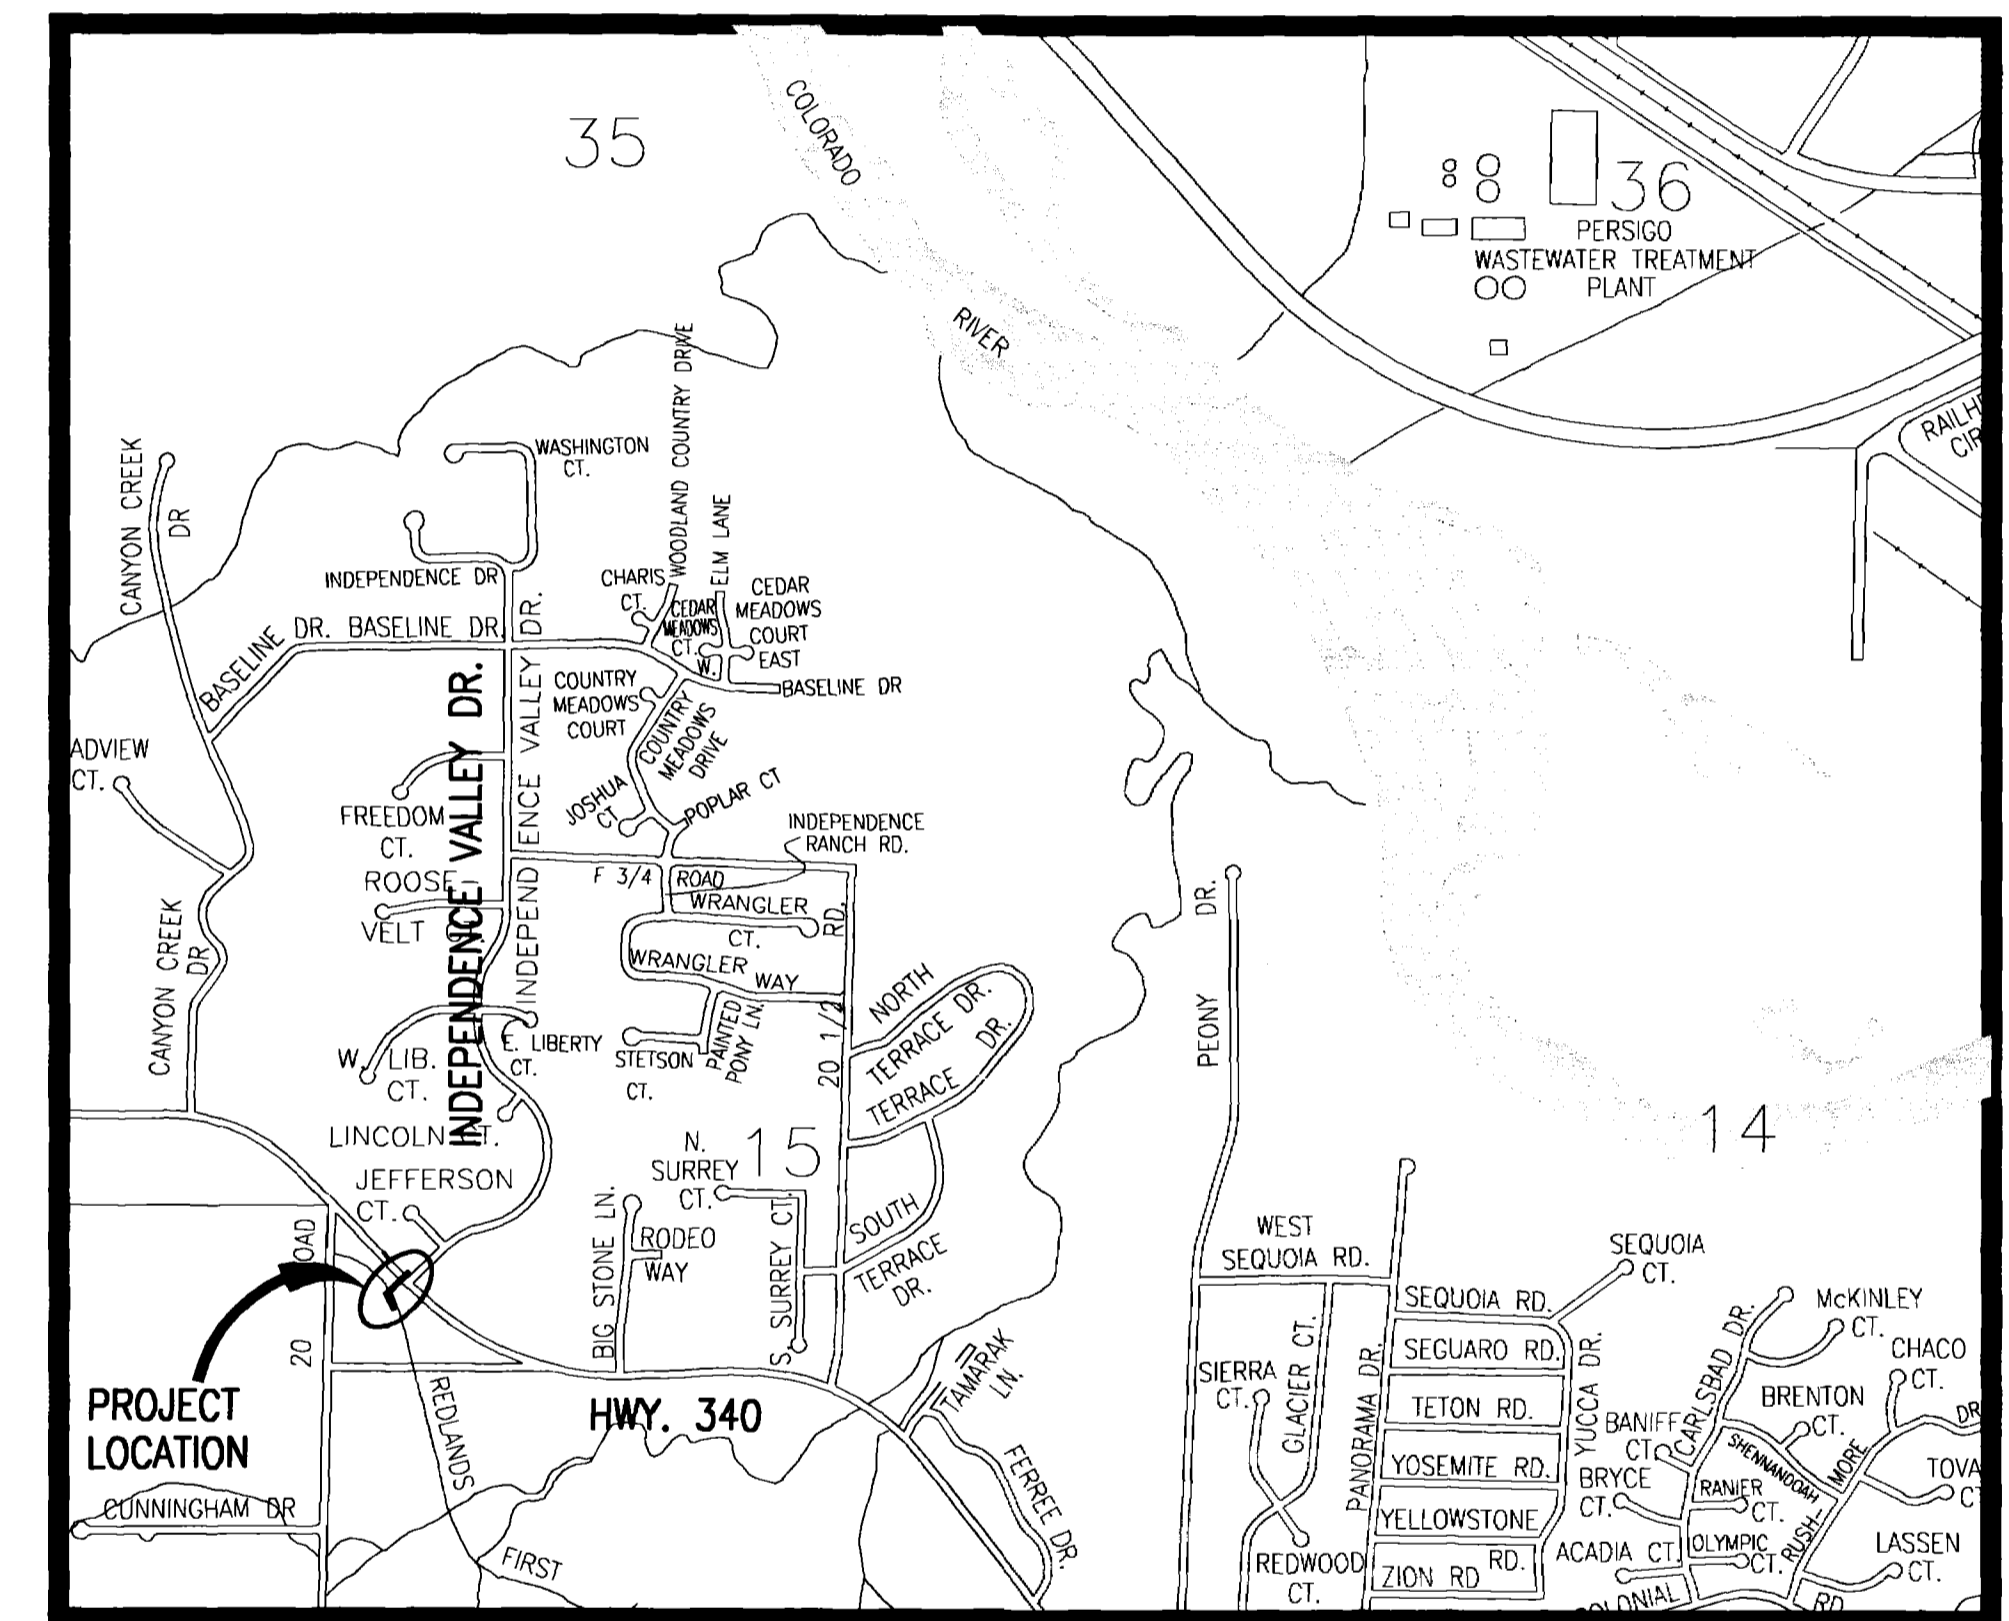 35
COLORADO
RIVER
36
PERSIGO
WASTEWATER TREATMENT
PLANT
RAILH
CIR
CANYON CREEK
DR
WASHINGTON
CT.
WOODLAND COUNTRY DRIVE
ELM LANE
INDEPENDENCE DR
CHARIS
CT.
CEDAR
MEADOWS
CT.
W.
CEDAR
MEADOWS
COURT
EAST
BASELINE
DR. BASELINE DR.
BASELINE DR
INDEPENDENCE VALLEY DR.
INDEPEND ENCE VALLEY DR.
COUNTRY
MEADOWS
COURT
COUNTRY
MEADOWS
DRIVE
ADVIEW
CT.
JOSHUA
CT
POPLAR CT
FREEDOM
CT.
INDEPENDENCE
RANCH RD.
ROOSE-
VELT
F 3/4 ROAD
WRANGLER
CT.
WRANGLER
WAY
20 1/2 RD.
CANYON CREEK
DR
NORTH
TERRACE DR.
TERRACE
DR.
PEONY DR.
W. LIB.
CT.
E. LIBERTY
CT.
STETSON
CT.
PAINTED
PONY LN.
LINCOLN CT.
14
15
N.
SURREY
CT.
JEFFERSON
CT.
BIG STONE LN.
RODEO
WAY
S. SURREY CT.
SOUTH
TERRACE
DR.
20
OAD
WEST
SEQUOIA RD.
SEQUOIA
CT.
SEQUOIA RD.
SEGUARO RD.
TETON RD.
YOSEMITE RD.
YELLOWSTONE
RD.
ZION RD
YUCCA DR.
PANORAMA DR.
GLACIER CT.
SIERRA
CT.
REDWOOD
CT.
CARLSBAD DR.
McKINLEY
CT.
CHACO
CT.
BRENTON
CT.
BANIFF
CT.
SHENNANDOAH
BRYCE
CT.
RANIER
CT.
RUSH-
MORE
DR
TOVA
CT
ACADIA CT.
OLYMPIC
CT.
LASSEN
CT.
OLONIAL
RD
PROJECT
LOCATION
HWY. 340
TAMARAK
LN.
FERREE DR.
REDLANDS
FIRST
CUNNINGHAM DR